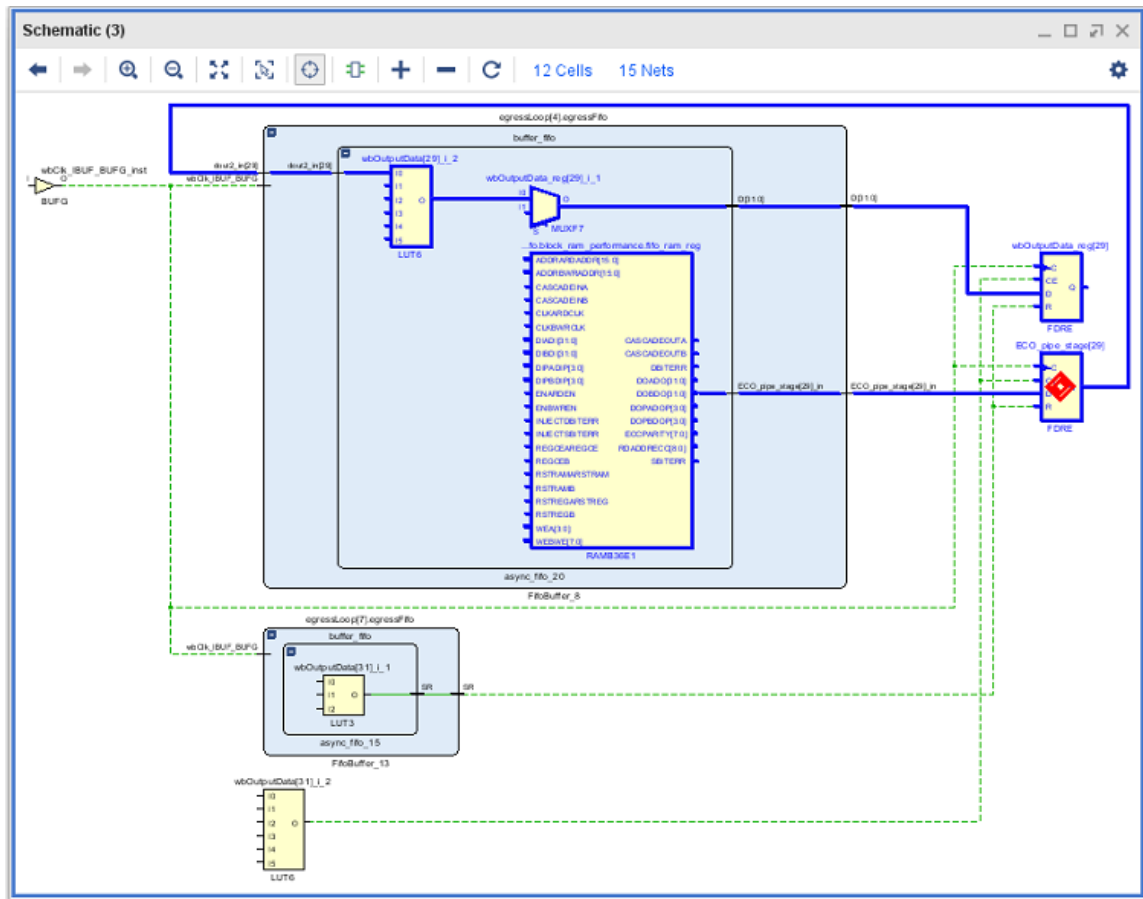 Schematic (3)
12 Cells 15 Nets
egressLoop[4].egressFifo
buffer_fifo
wbClk_IBUF_BUFG_inst
I
O
BUFG
dout2_in[29]
dout2_in[29]
wbClk_IBUF_BUFG
wbOutputData[29]_i_2
I0
I1
I2
I3
I4
I5
O
LUT6
wbOutputData_reg[29]_i_1
I0
I1
O
S
MUXF7
D[31:0]
D[31:0]
...fo.block_ram_performance.fifo_ram_reg
ADDRARDADDR[15:0]
ADDRBWRADDR[15:0]
CASCADEINA
CASCADEINB
CLKARDCLK
CLKBWRCLK
DIADI[31:0] CASCADEOUTA
DIBDI[31:0] CASCADEOUTB
DIPADIP[3:0] DBITERR
DIPBDIP[3:0] DOADO[31:0]
ENARDEN DOBDO[31:0]
ENBWREN DOPADOP[3:0]
INJECTDBITERR DOPBDOP[3:0]
INJECTSBITERR ECCPARITY[7:0]
REGCEAREGCE RDADDRECC[8:0]
REGCEB SBITERR
RSTRAMARSTRAM
RSTRAMB
RSTREGARSTREG
RSTREGB
WEA[3:0]
WEBWE[7:0]
RAMB36E1
ECO_pipe_stage[29]_in
ECO_pipe_stage[29]_in
wbOutputData_reg[29]
C
CE
D
R
Q
FDRE
ECO_pipe_stage[29]
C
R
FDRE
async_fifo_20
FifoBuffer_8
egressLoop[7].egressFifo
buffer_fifo
wbClk_IBUF_BUFG
wbOutputData[31]_i_1
I0
I1
I2
O
LUT3
SR
SR
async_fifo_15
FifoBuffer_13
wbOutputData[31]_i_2
I0
I1
I2
I3
I4
I5
O
LUT6